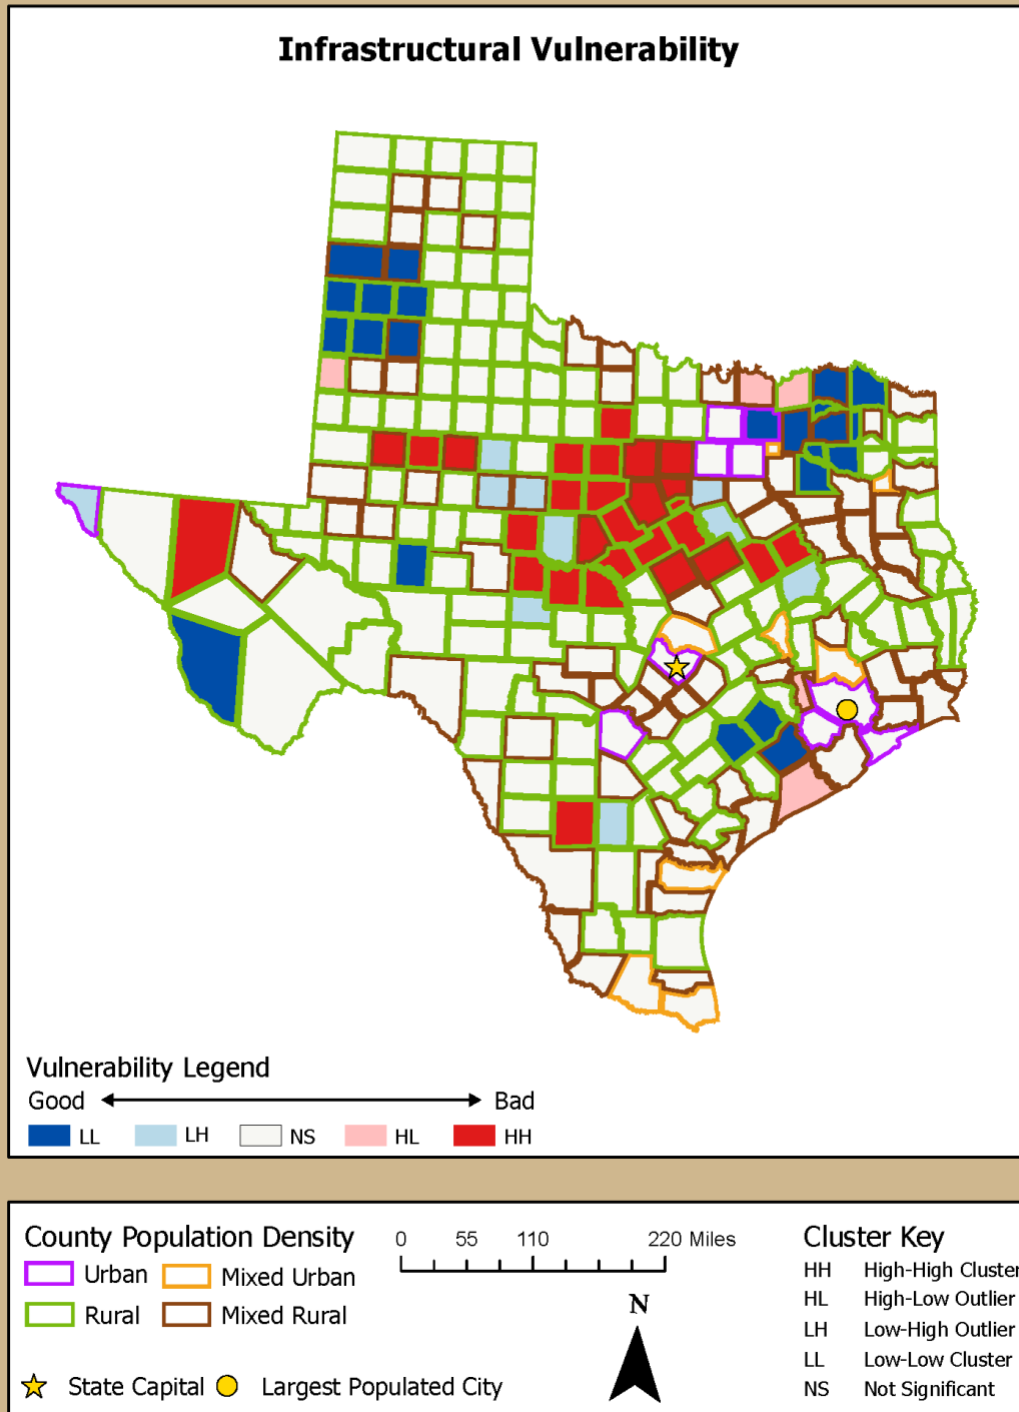 Infrastructural Vulnerability
Vulnerability Legend
Good Bad
LL LH NS HL HH
County Population Density
Urban Mixed Urban
Rural Mixed Rural
State Capital Largest Populated City
0 55 110 220 Miles
N
Cluster Key
HH High-High Cluster
HL High-Low Outlier
LH Low-High Outlier
LL Low-Low Cluster
NS Not Significant